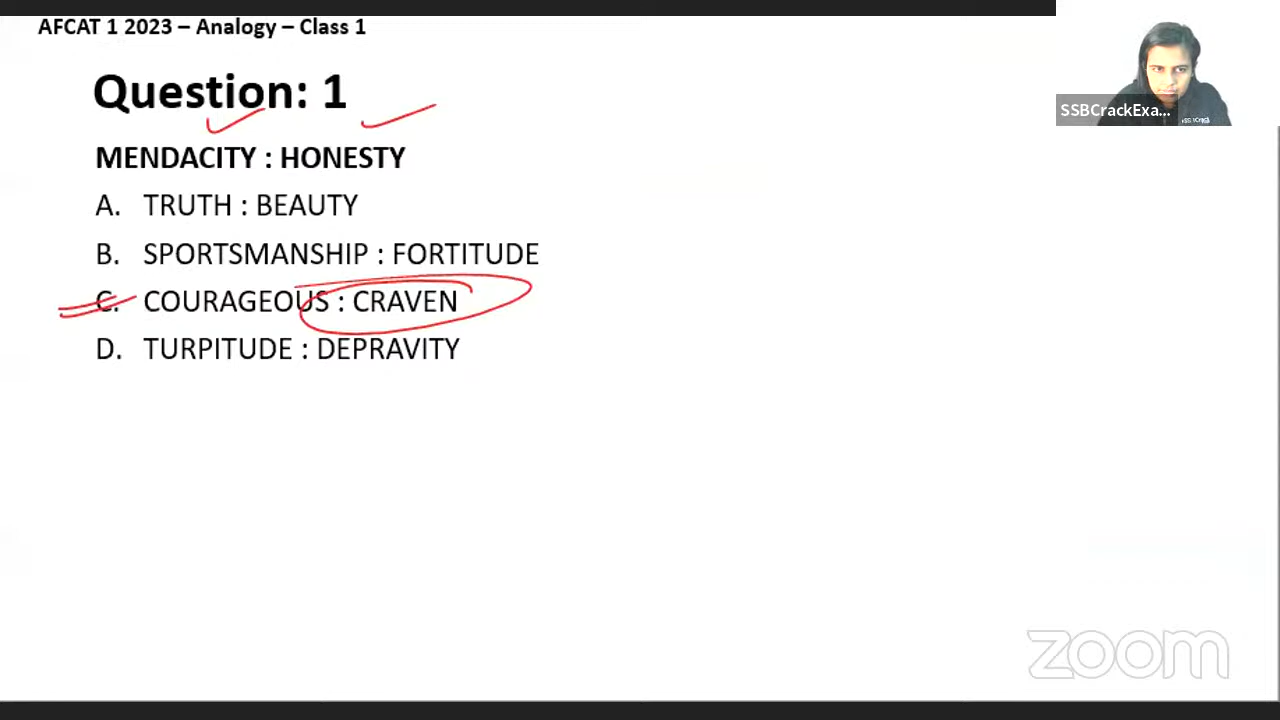 AFCAT 1 2023 – Analogy – Class 1
Question: 1
SSBCrackExa...
MENDACITY : HONESTY
A. TRUTH : BEAUTY
B. SPORTSMANSHIP : FORTITUDE
C. COURAGEOUS : CRAVEN
D. TURPITUDE : DEPRAVITY
zoom